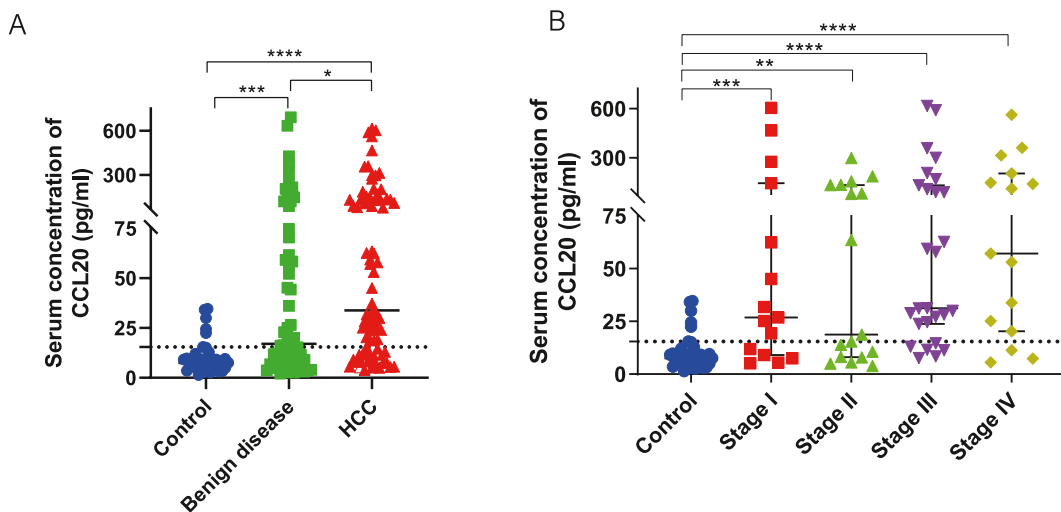 A
Serum concentration of
CCL20 (pg/ml)
600
300
75
50
25
0
****
*
***
Control
Benign disease
HCC
B
Serum concentration of
CCL20 (pg/ml)
600
300
75
50
25
0
****
****
**
***
Control
Stage I
Stage II
Stage III
Stage IV